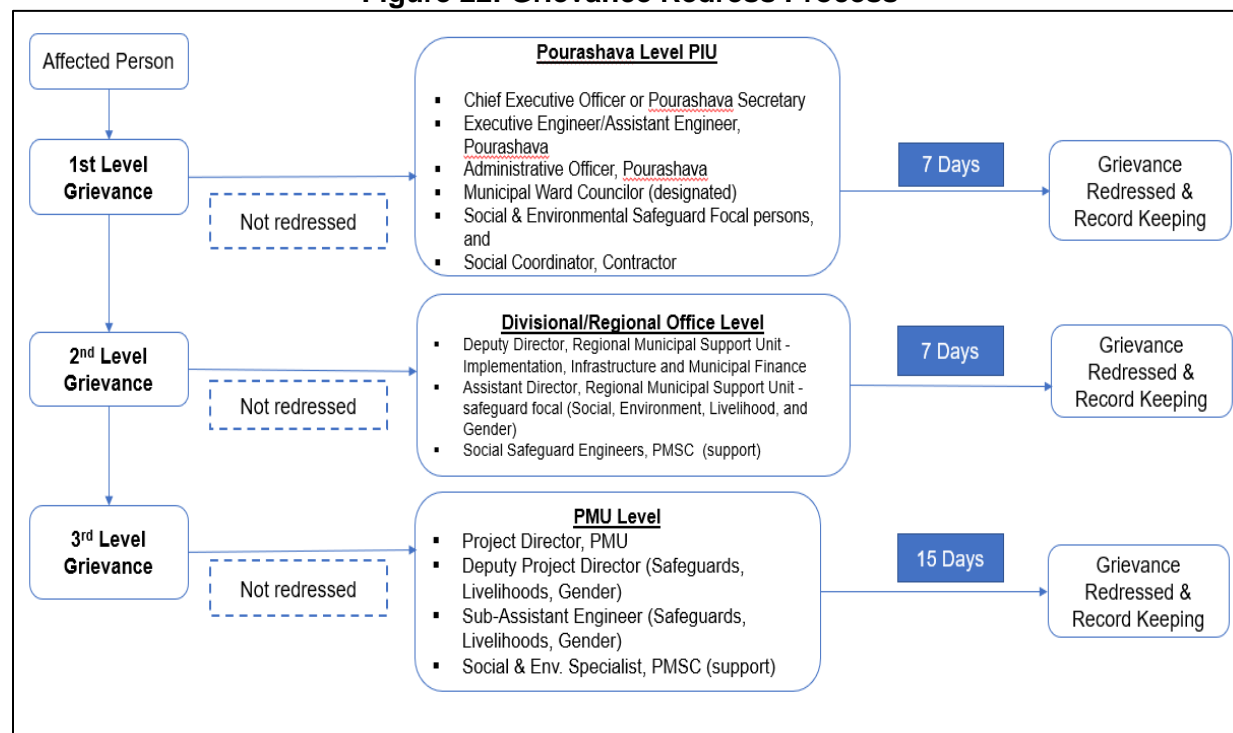 Figure 22: Grievance Redress Process
Affected Person
1st Level
Grievance
Not redressed
Pourashava Level PIU
▪ Chief Executive Officer or Pourashava Secretary
▪ Executive Engineer/Assistant Engineer,
Pourashava
▪ Administrative Officer, Pourashava
▪ Municipal Ward Councilor (designated)
▪ Social & Environmental Safeguard Focal persons,
and
▪ Social Coordinator, Contractor
7 Days
Grievance
Redressed &
Record Keeping
2nd Level
Grievance
Not redressed
Divisional/Regional Office Level
▪ Deputy Director, Regional Municipal Support Unit -
Implementation, Infrastructure and Municipal Finance
▪ Assistant Director, Regional Municipal Support Unit -
safeguard focal (Social, Environment, Livelihood, and
Gender)
▪ Social Safeguard Engineers, PMSC (support)
7 Days
Grievance
Redressed &
Record Keeping
3rd Level
Grievance
Not redressed
PMU Level
▪ Project Director, PMU
▪ Deputy Project Director (Safeguards,
Livelihoods, Gender)
▪ Sub-Assistant Engineer (Safeguards,
Livelihoods, Gender)
▪ Social & Env. Specialist, PMSC (support)
15 Days
Grievance
Redressed &
Record Keeping